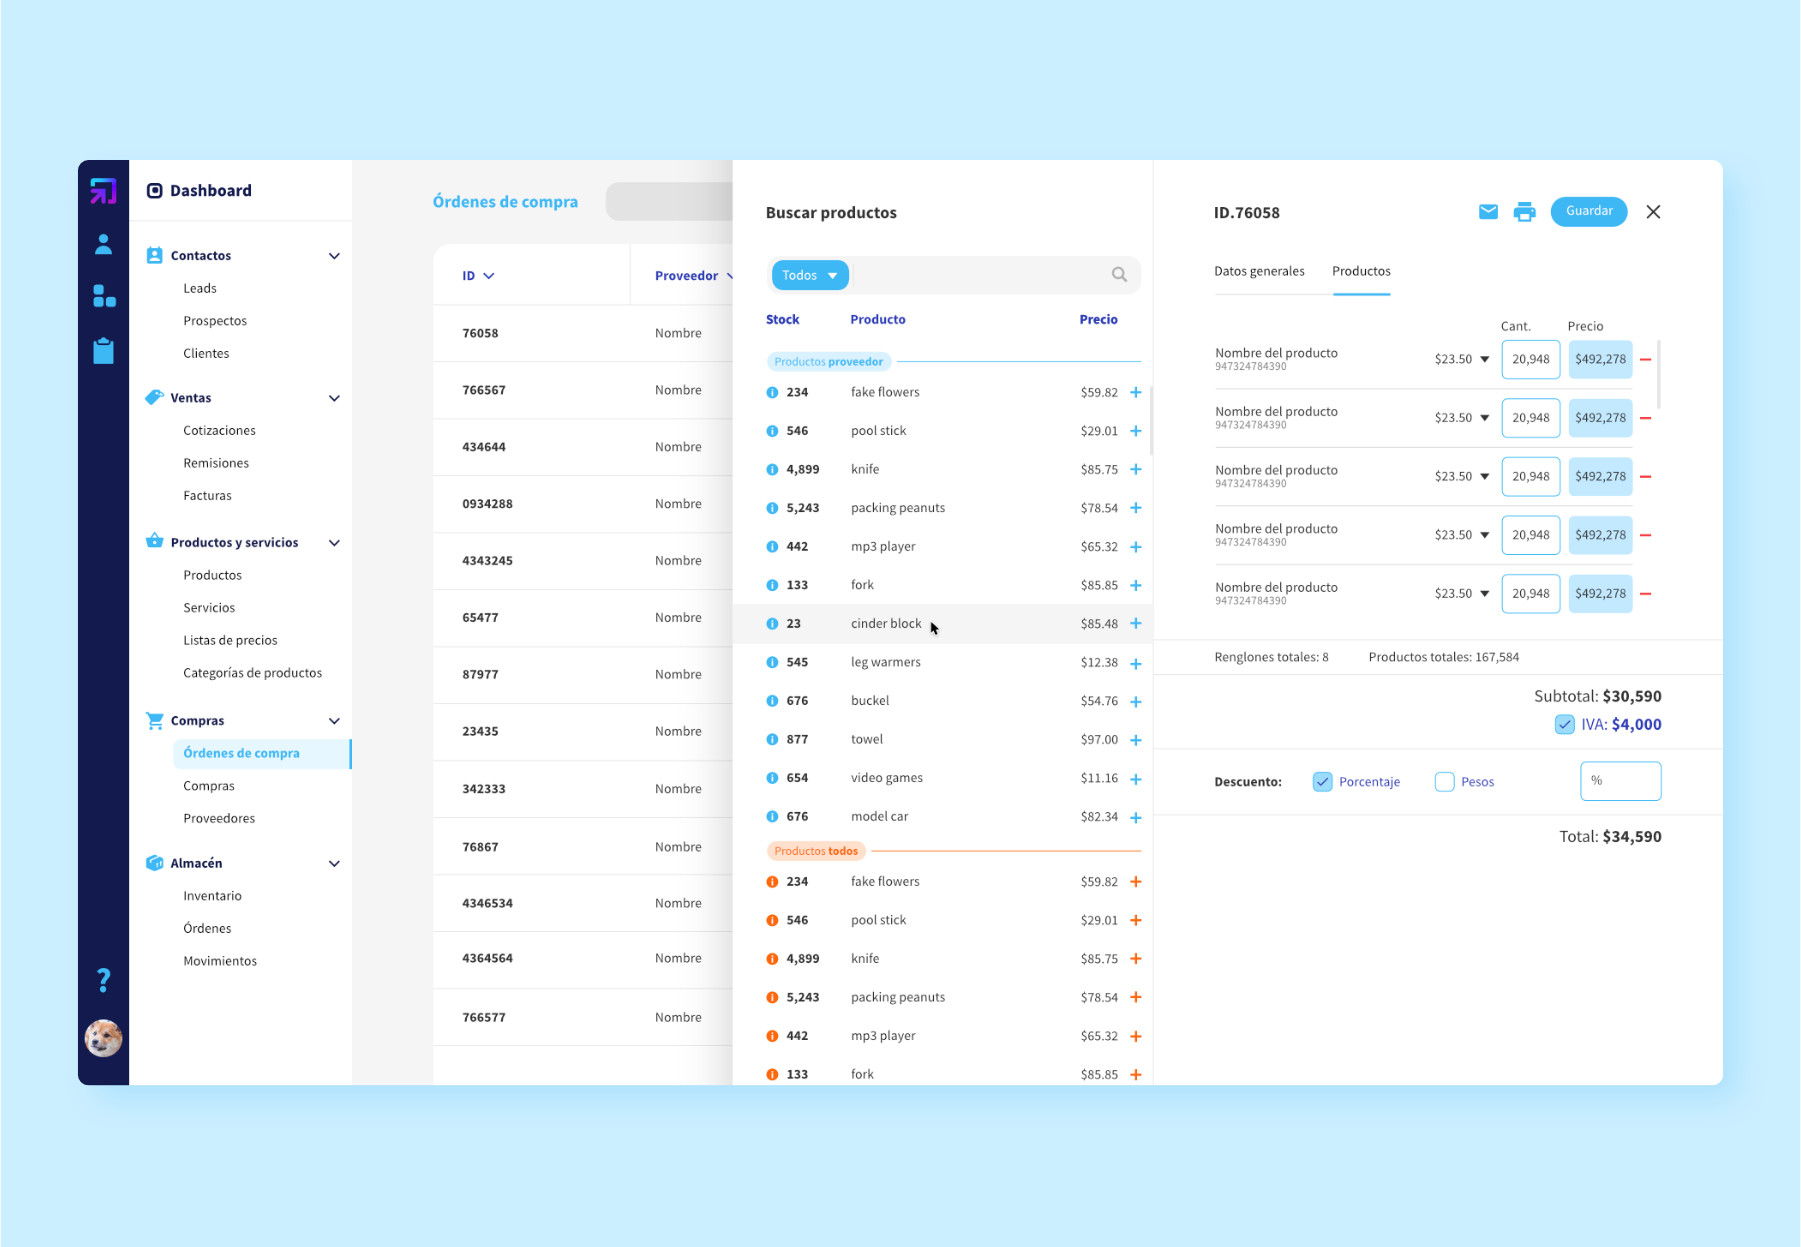 Dashboard
Contactos
Leads
Prospectos
Clientes
Ventas
Cotizaciones
Remisiones
Facturas
Productos y servicios
Productos
Servicios
Listas de precios
Categorías de productos
Compras
Órdenes de compra
Compras
Proveedores
Almacén
Inventario
Órdenes
Movimientos
?
Órdenes de compra
ID Proveedor
76058 Nombre
766567 Nombre
434644 Nombre
0934288 Nombre
4343245 Nombre
65477 Nombre
87977 Nombre
23435 Nombre
342333 Nombre
76867 Nombre
4346534 Nombre
4364564 Nombre
766577 Nombre
Buscar productos
Todos
Stock Producto Precio
Productos proveedor
234 fake flowers $59.82 +
546 pool stick $29.01 +
4,899 knife $85.75 +
5,243 packing peanuts $78.54 +
442 mp3 player $65.32 +
133 fork $85.85 +
23 cinder block $85.48 +
545 leg warmers $12.38 +
676 buckel $54.76 +
877 towel $97.00 +
654 video games $11.16 +
676 model car $82.34 +
Productos todos
234 fake flowers $59.82 +
546 pool stick $29.01 +
4,899 knife $85.75 +
5,243 packing peanuts $78.54 +
442 mp3 player $65.32 +
133 fork $85.85 +
ID.76058
Guardar
Datos generales Productos
Cant. Precio
Nombre del producto $23.50 20,948 $492,278
947324784390
Nombre del producto $23.50 20,948 $492,278
947324784390
Nombre del producto $23.50 20,948 $492,278
947324784390
Nombre del producto $23.50 20,948 $492,278
947324784390
Nombre del producto $23.50 20,948 $492,278
947324784390
Renglones totales: 8 Productos totales: 167,584
Subtotal: $30,590
IVA: $4,000
Descuento: Porcentaje Pesos %
Total: $34,590